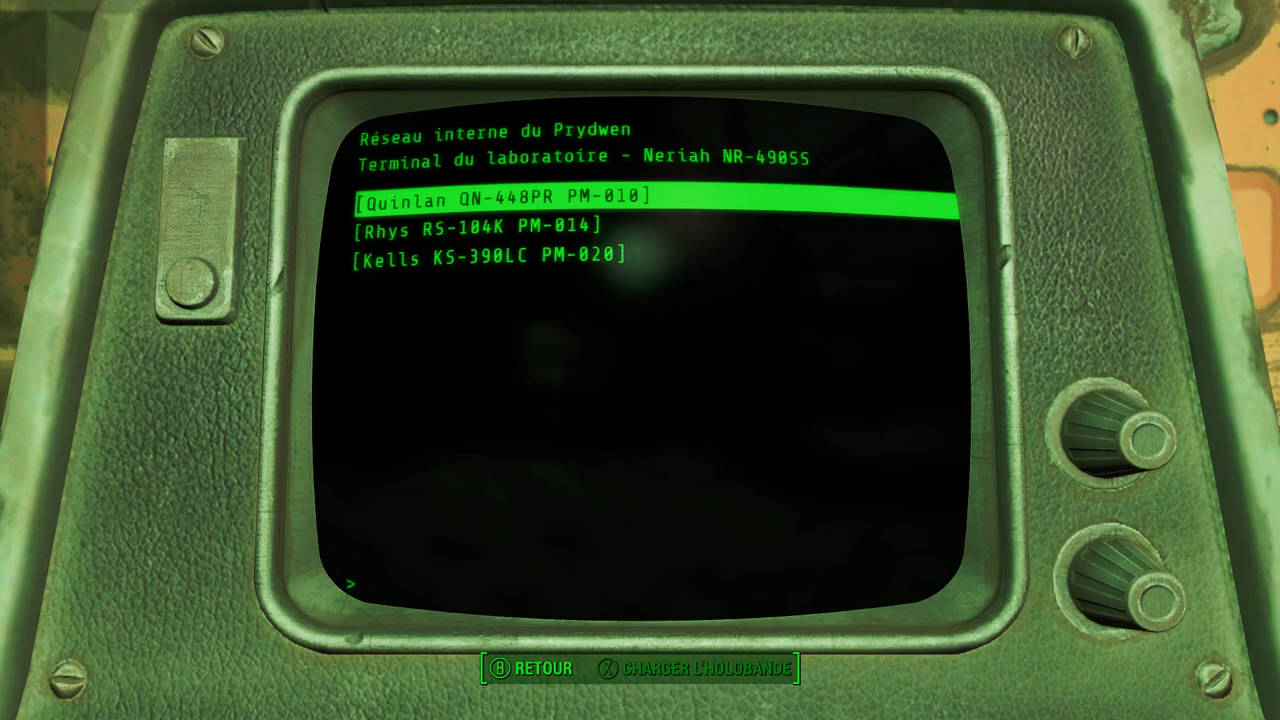 Réseau interne du Prydwen
Terminal du laboratoire - Neriah NR-490SS
[Quinlan QN-448PR PM-010]
[Rhys RS-104K PM-014]
[Kells KS-390LC PM-020]
>
B RETOUR X CHARGER L'HOLOBANDE